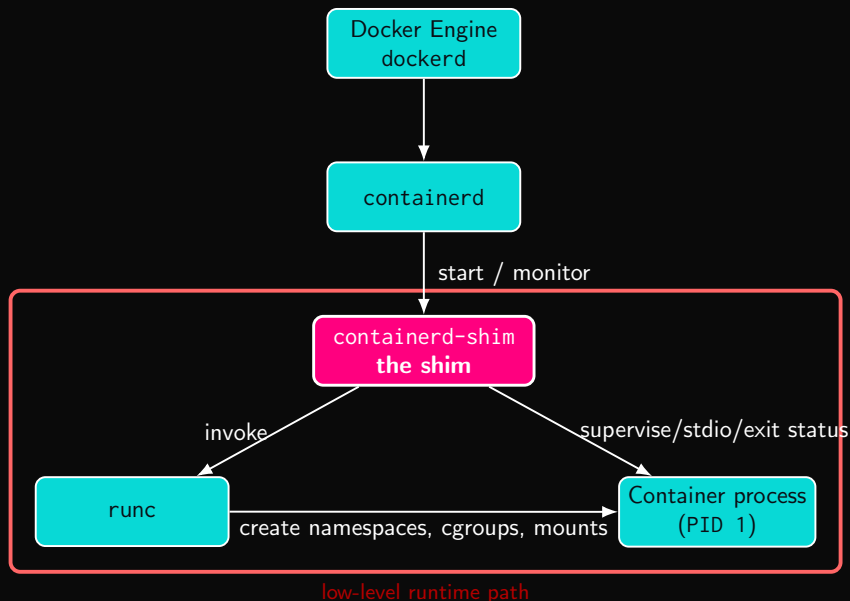 Docker Engine
dockerd
containerd
start / monitor
containerd-shim
the shim
invoke
supervise/stdio/exit status
runc
create namespaces, cgroups, mounts
Container process
(PID 1)
low-level runtime path